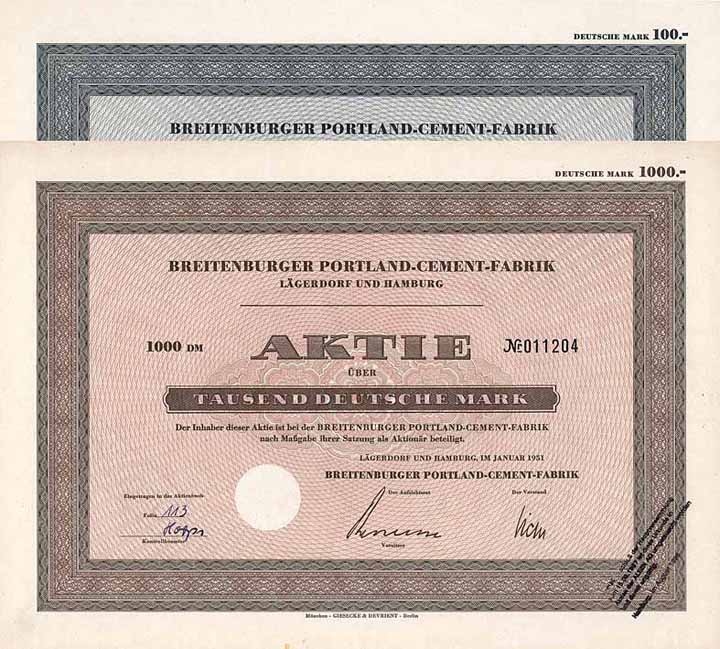 DEUTSCHE MARK 100.-
BREITENBURGER PORTLAND-CEMENT-FABRIK
DEUTSCHE MARK 1000.-
BREITENBURGER PORTLAND-CEMENT-FABRIK
LÄGERDORF UND HAMBURG
1000 DM AKTIE № 011204
ÜBER
TAUSEND DEUTSCHE MARK
Der Inhaber dieser Aktie ist bei der BREITENBURGER PORTLAND-CEMENT-FABRIK
nach Maßgabe ihrer Satzung als Aktionär beteiligt.
LÄGERDORF UND HAMBURG, IM JANUAR 1951
BREITENBURGER PORTLAND-CEMENT-FABRIK
Eingetragen in das Aktienbuch Der Aufsichtsrat Der Vorstand
Folio 113
Kontrollbeamter Vorsitzer
München - GIESECKE & DEVRIENT - Berlin